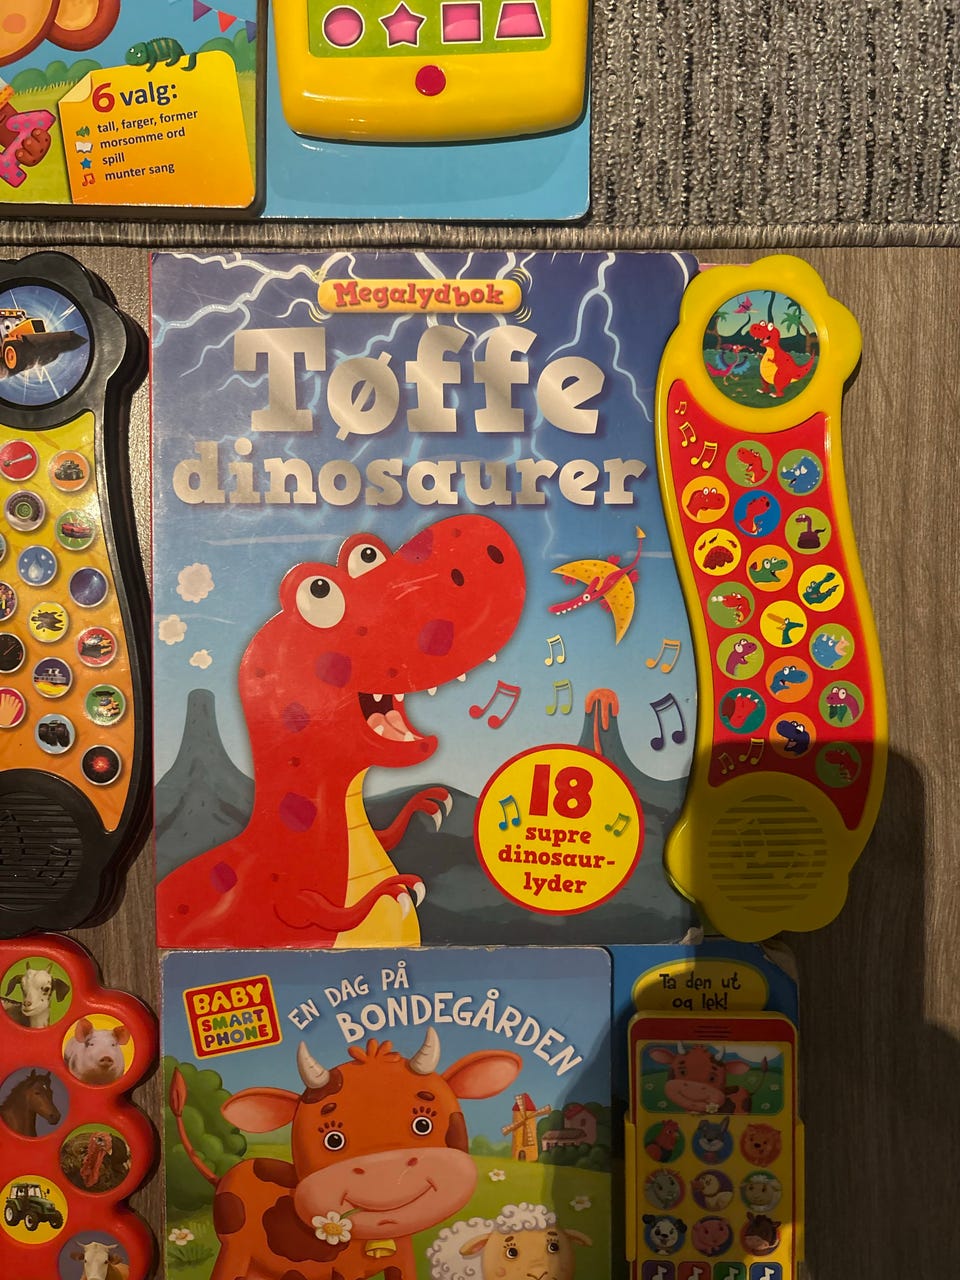 6 valg:
tall, farger, former
morsomme ord
spill
munter sang
Megalydbok
Tøffe
dinosaurer
18
supre
dinosaur-
lyder
BABY
SMART
PHONE
EN DAG PÅ
BONDEGÅRDEN
Ta den ut
og lek!